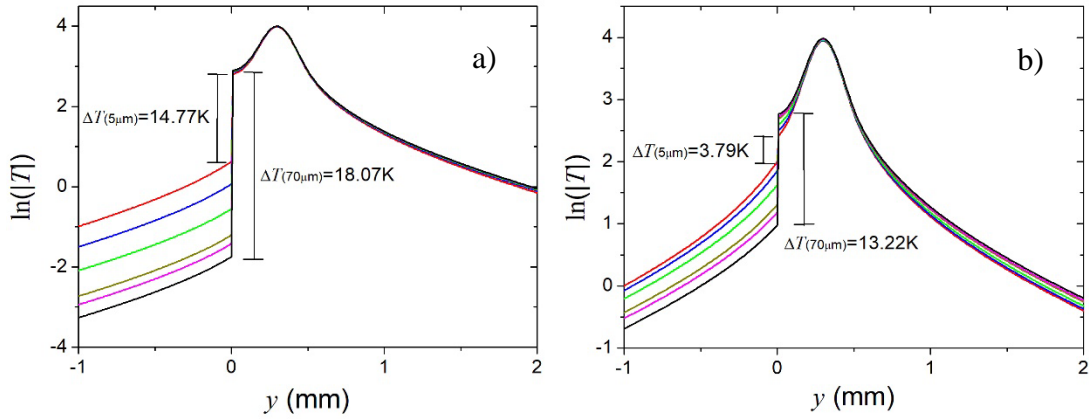 a)
4
2
0
-2
-4
ln(|T|)
ΔT(5μm)=14.77K
ΔT(70μm)=18.07K
-1 0 1 2
y (mm)
b)
4
3
2
1
0
-1
ln(|T|)
ΔT(5μm)=3.79K
ΔT(70μm)=13.22K
-1 0 1 2
y (mm)